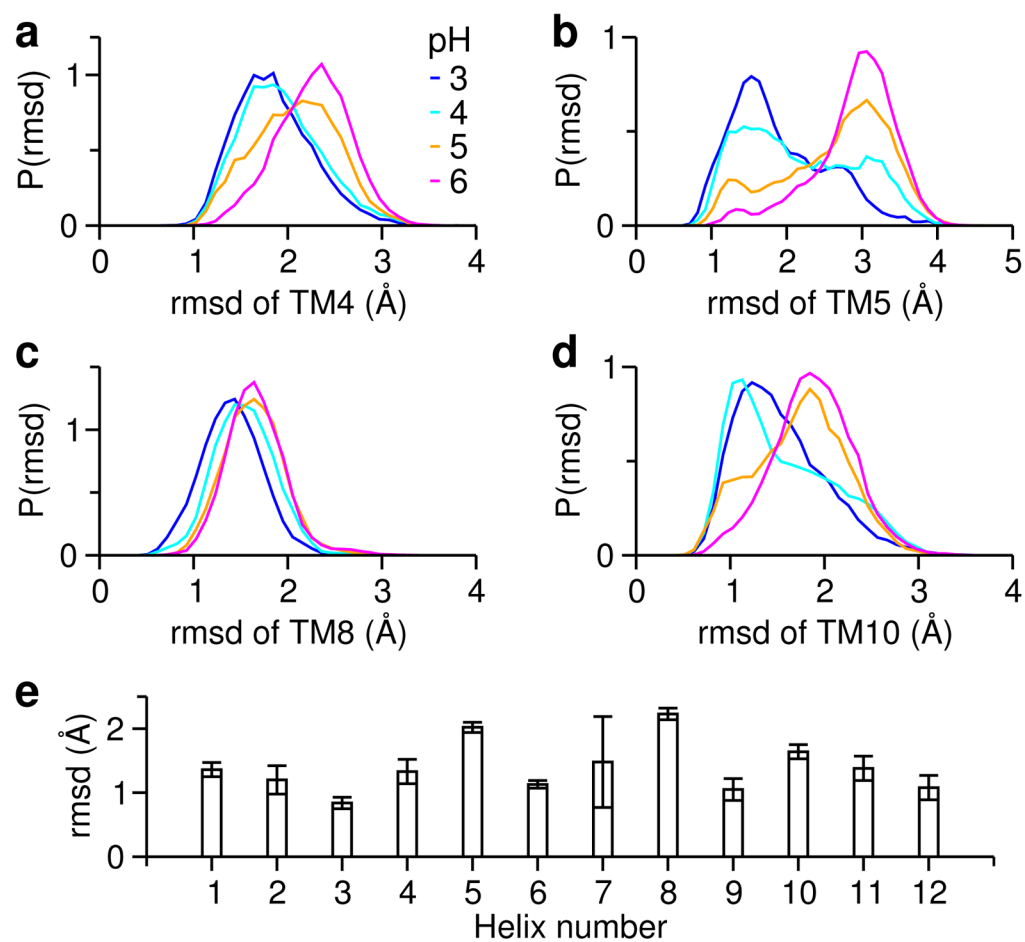 a
pH
3
4
5
6
P(rmsd)
1
0
0 1 2 3 4
rmsd of TM4 (Å)
b
P(rmsd)
1
0
0 1 2 3 4 5
rmsd of TM5 (Å)
c
P(rmsd)
1
0
0 1 2 3 4
rmsd of TM8 (Å)
d
P(rmsd)
1
0
0 1 2 3 4
rmsd of TM10 (Å)
e
rmsd (Å)
2
1
0
1 2 3 4 5 6 7 8 9 10 11 12
Helix number